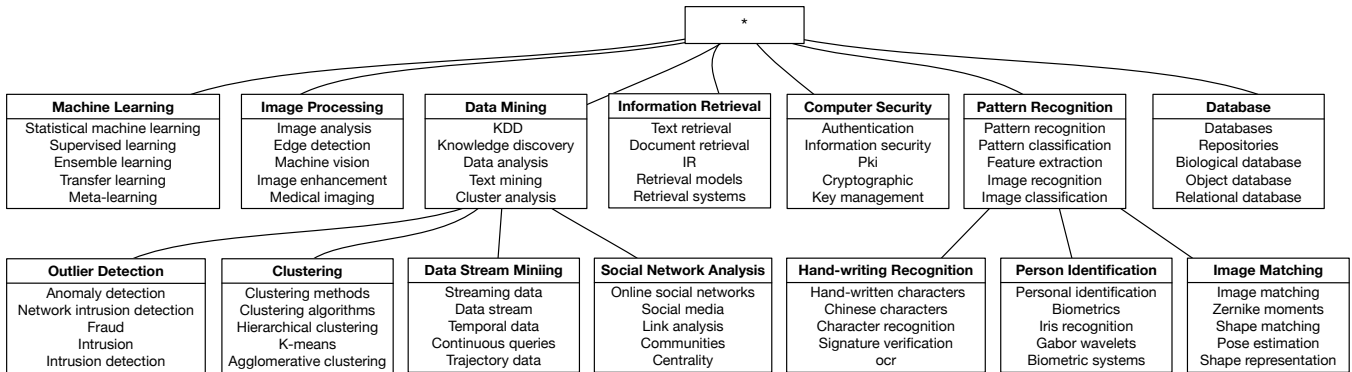 *
Machine Learning
Statistical machine learning
Supervised learning
Ensemble learning
Transfer learning
Meta-learning
Image Processing
Image analysis
Edge detection
Machine vision
Image enhancement
Medical imaging
Data Mining
KDD
Knowledge discovery
Data analysis
Text mining
Cluster analysis
Information Retrieval
Text retrieval
Document retrieval
IR
Retrieval models
Retrieval systems
Computer Security
Authentication
Information security
Pki
Cryptographic
Key management
Pattern Recognition
Pattern recognition
Pattern classification
Feature extraction
Image recognition
Image classification
Database
Databases
Repositories
Biological database
Object database
Relational database
Outlier Detection
Anomaly detection
Network intrusion detection
Fraud
Intrusion
Intrusion detection
Clustering
Clustering methods
Clustering algorithms
Hierarchical clustering
K-means
Agglomerative clustering
Data Stream Miniing
Streaming data
Data stream
Temporal data
Continuous queries
Trajectory data
Social Network Analysis
Online social networks
Social media
Link analysis
Communities
Centrality
Hand-writing Recognition
Hand-written characters
Chinese characters
Character recognition
Signature verification
ocr
Person Identification
Personal identification
Biometrics
Iris recognition
Gabor wavelets
Biometric systems
Image Matching
Image matching
Zernike moments
Shape matching
Pose estimation
Shape representation